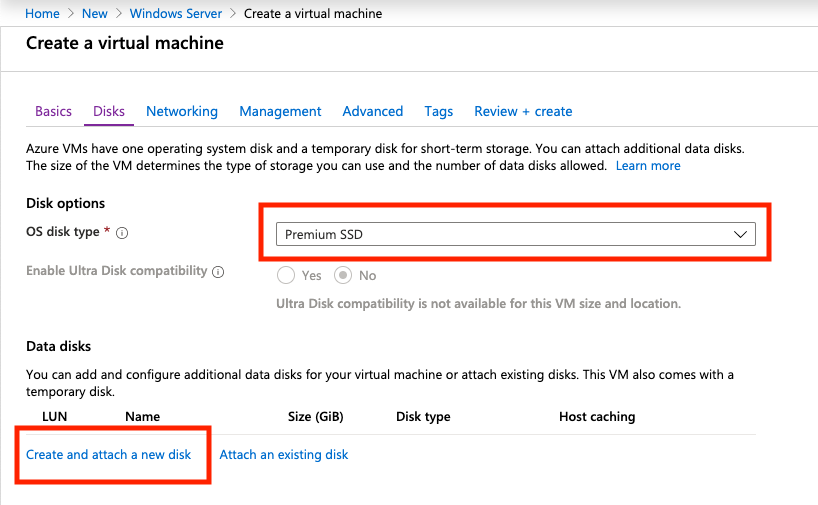 Home > New > Windows Server > Create a virtual machine
Create a virtual machine
Basics Disks Networking Management Advanced Tags Review + create
Azure VMs have one operating system disk and a temporary disk for short-term storage. You can attach additional data disks.
The size of the VM determines the type of storage you can use and the number of data disks allowed. Learn more
Disk options
OS disk type * Premium SSD
Enable Ultra Disk compatibility Yes No
Ultra Disk compatibility is not available for this VM size and location.
Data disks
You can add and configure additional data disks for your virtual machine or attach existing disks. This VM also comes with a
temporary disk.
LUN Name Size (GiB) Disk type Host caching
Create and attach a new disk Attach an existing disk